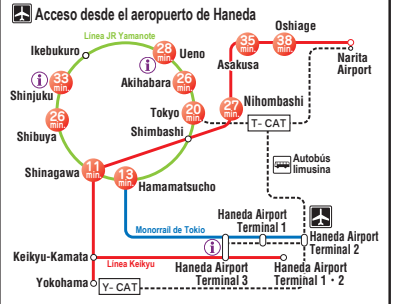 Acceso desde el aeropuerto de Haneda
Oshiage
Línea JR Yamanote
Ikebukuro
28 min.
Ueno
35 min.
38 min.
Asakusa
Narita
Airport
i
33 min.
Shinjuku
i
Akihabara
26 min.
26 min.
Shibuya
Tokyo
20 min.
27 min.
Nihombashi
T- CAT
Shimbashi
Autobús
limusina
Shinagawa
11 min.
13 min.
Hamamatsucho
Monorrail de Tokio
Haneda Airport
Terminal 1
Haneda Airport
Terminal 2
i
Keikyu-Kamata
Línea Keikyu
Haneda Airport
Terminal 3
Haneda Airport
Terminal 1・2
Yokohama
Y- CAT